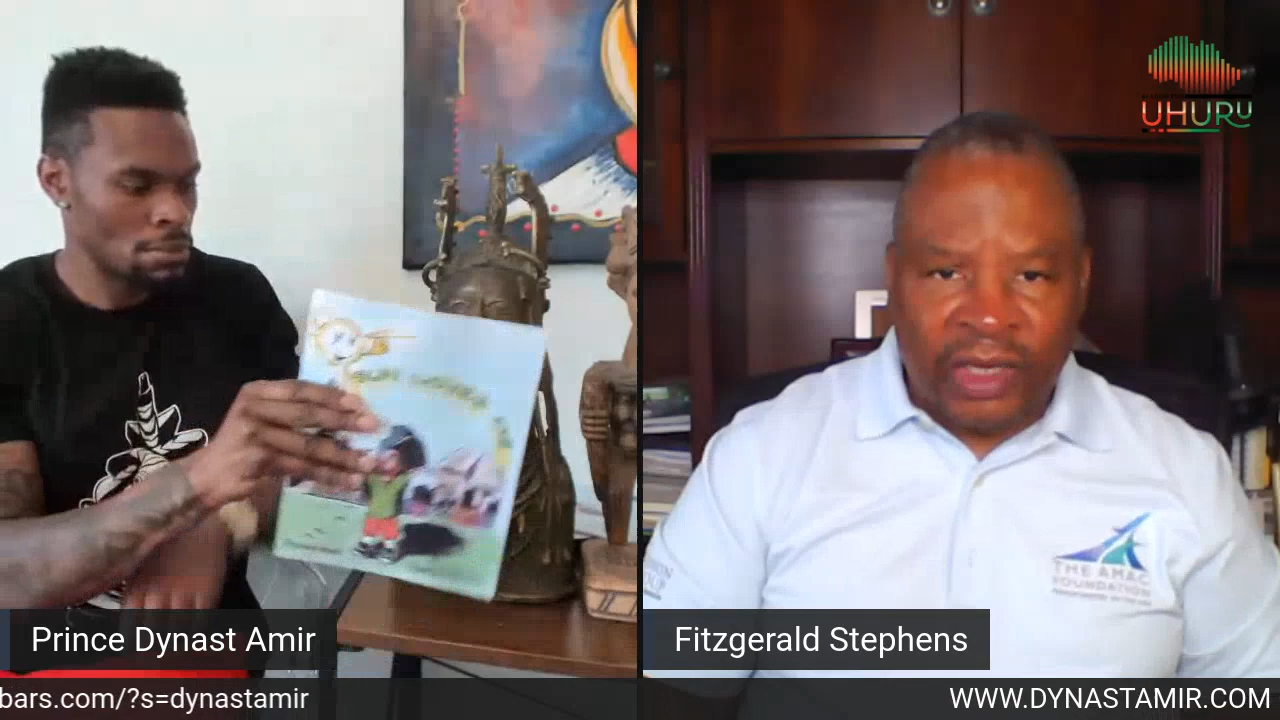 UHURU
THE AMAC
FOUNDATION
Prince Dynast Amir
Fitzgerald Stephens
bars.com/?s=dynastamir
WWW.DYNASTAMIR.COM